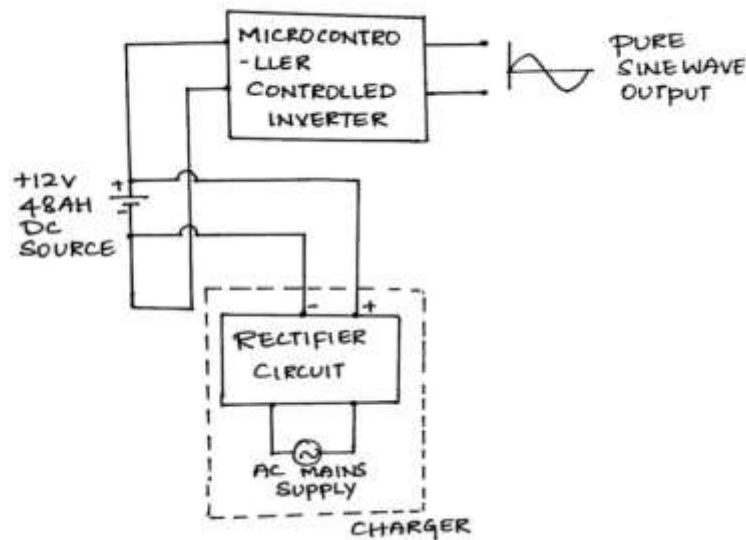 MICROCONTRO
-LLER
CONTROLLED
INVERTER
PURE
SINEWAVE
OUTPUT
+12V
48AH
DC
SOURCE
+
-
- +
RECTIFIER
CIRCUIT
AC MAINS
SUPPLY
CHARGER